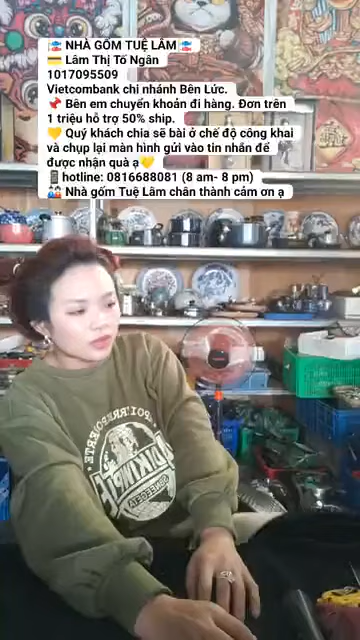 🎏 NHÀ GỐM TUỆ LÂM🎏
💳 Lâm Thị Tố Ngân
1017095509
Vietcombank chi nhánh Bên Lức.
📌 Bên em chuyển khoản đi hàng. Đơn trên
1 triệu hỗ trợ 50% ship.
💛 Quý khách chia sẽ bài ở chế độ công khai
và chụp lại màn hình gửi vào tin nhắn để
được nhận quà ạ💛
📱hotline: 0816688081 (8 am- 8 pm)
🎎 Nhà gốm Tuệ Lâm chân thành cảm ơn ạ